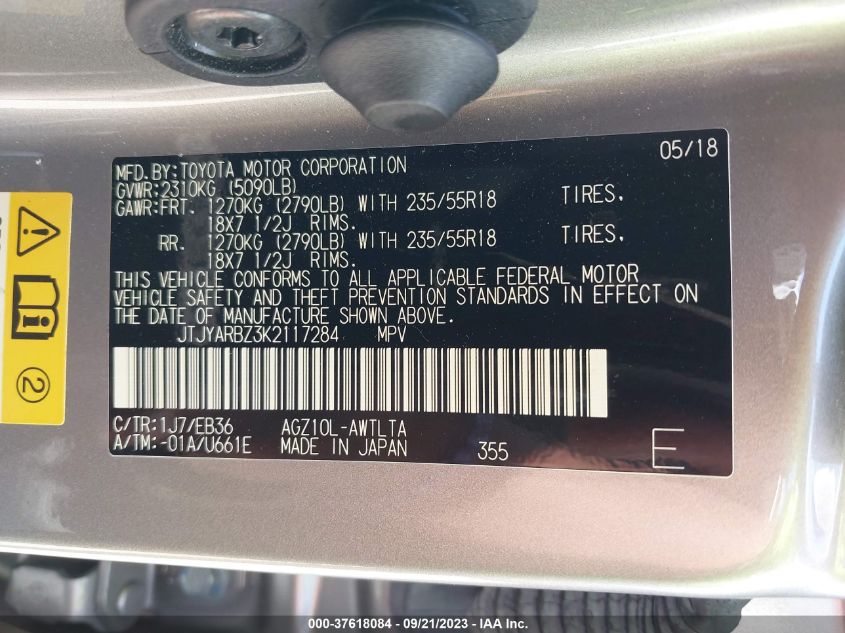 05/18
MFD.BY:TOYOTA MOTOR CORPORATION
GVWR:2310KG (5090LB)
GAWR:FRT. 1270KG (2790LB) WITH 235/55R18 TIRES,
18X7 1/2J RIMS.
RR. 1270KG (2790LB) WITH 235/55R18 TIRES,
18X7 1/2J RIMS.
THIS VEHICLE CONFORMS TO ALL APPLICABLE FEDERAL MOTOR
VEHICLE SAFETY AND THEFT PREVENTION STANDARDS IN EFFECT ON
THE DATE OF MANUFACTURE SHOWN ABOVE.
JTJYARBZ3K2117284 MPV
C/TR:1J7/EB36 AGZ10L-AWTLTA
A/TM:-01A/U661E MADE IN JAPAN 355 E
2
000-37618084 - 09/21/2023 - IAA Inc.